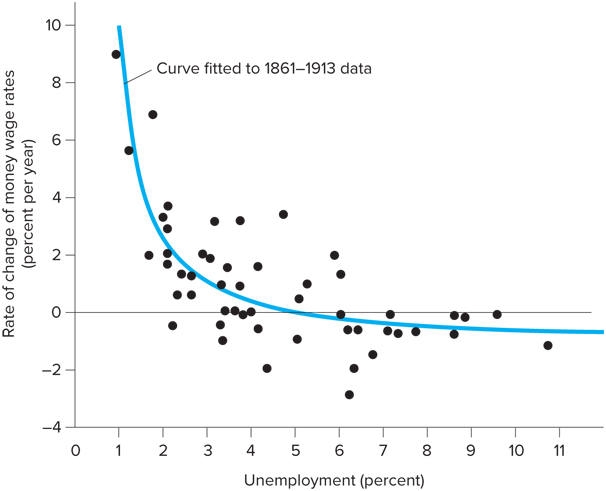 Rate of change of money wage rates
(percent per year)
10
8
6
4
2
0
−2
−4
Curve fitted to 1861–1913 data
0 1 2 3 4 5 6 7 8 9 10 11
Unemployment (percent)